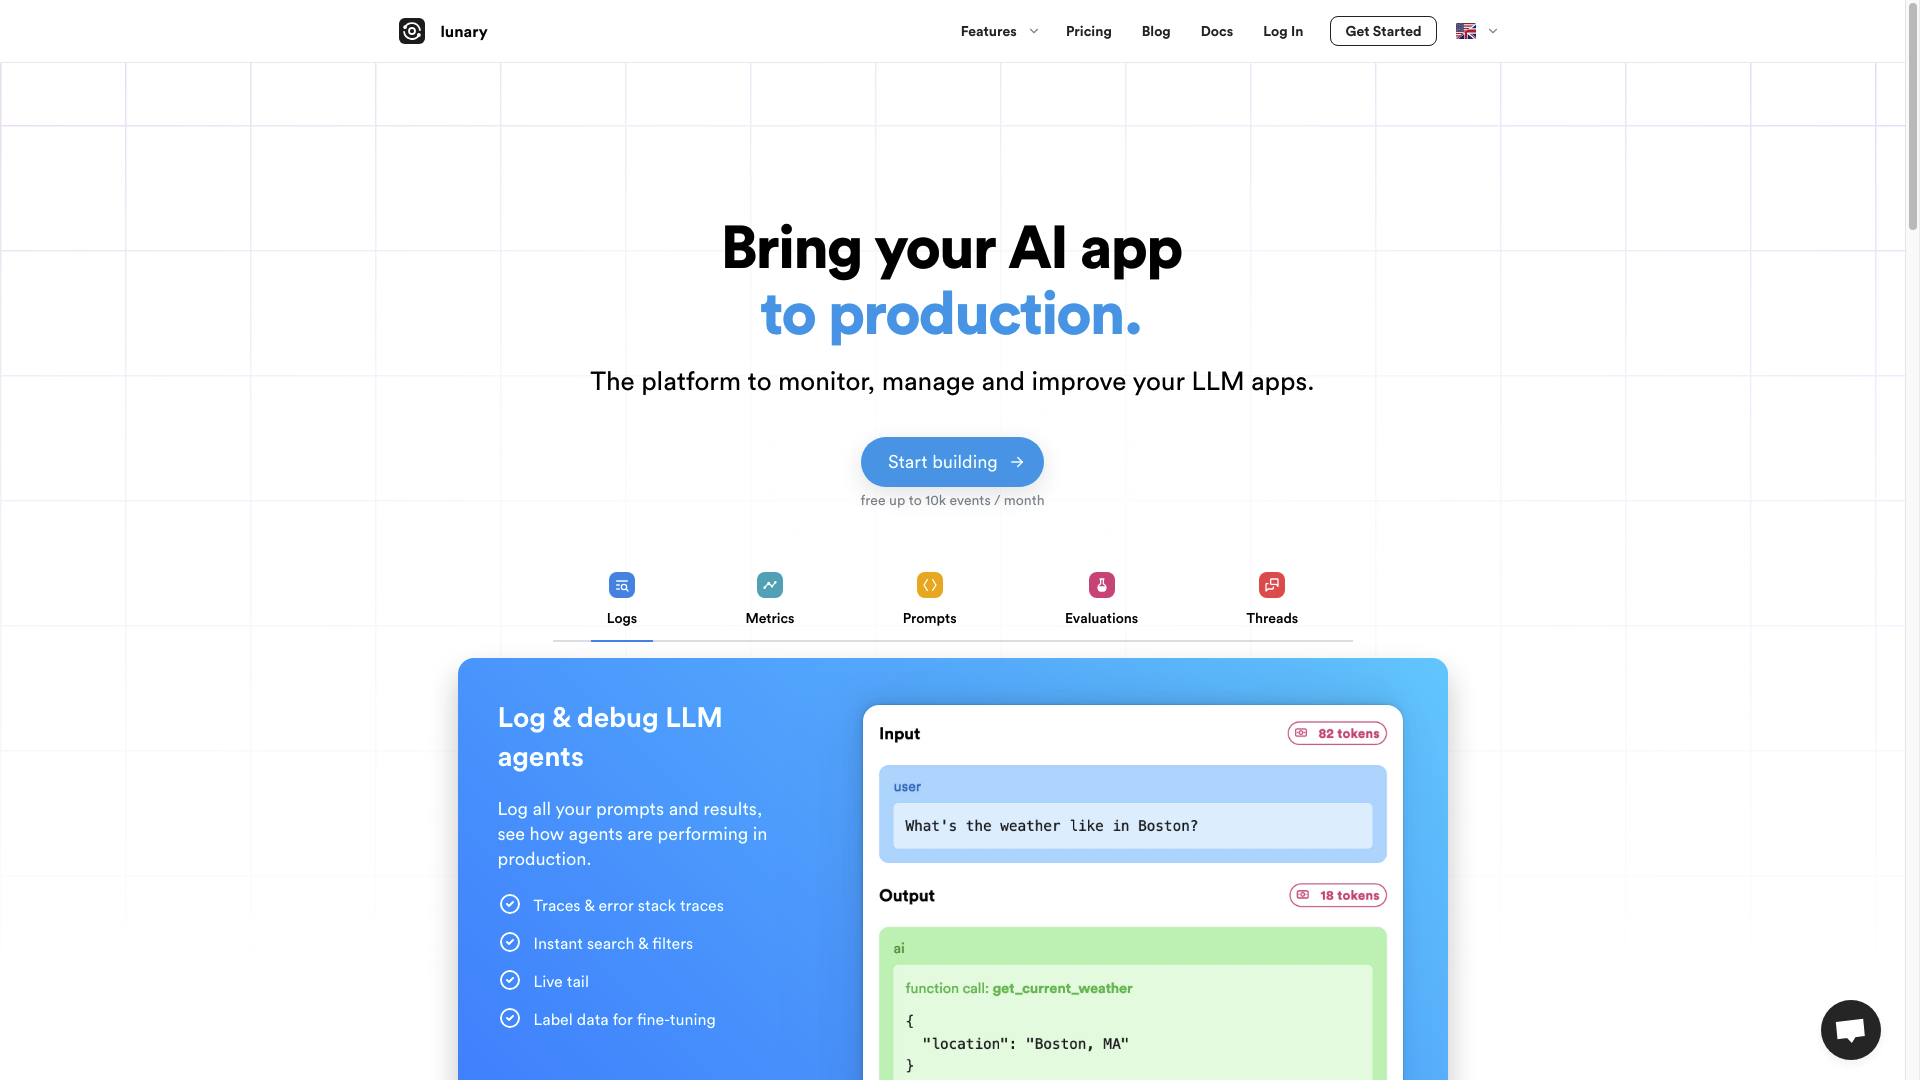 lunary
Features
Pricing
Blog
Docs
Log In
Get Started
Bring your AI app
to production.
The platform to monitor, manage and improve your LLM apps.
Start building →
free up to 10k events / month
Logs
Metrics
Prompts
Evaluations
Threads
Log & debug LLM
agents
Log all your prompts and results,
see how agents are performing in
production.
Traces & error stack traces
Instant search & filters
Live tail
Label data for fine-tuning
Input
82 tokens
user
What's the weather like in Boston?
Output
18 tokens
ai
function call: get_current_weather
{
"location": "Boston, MA"
}